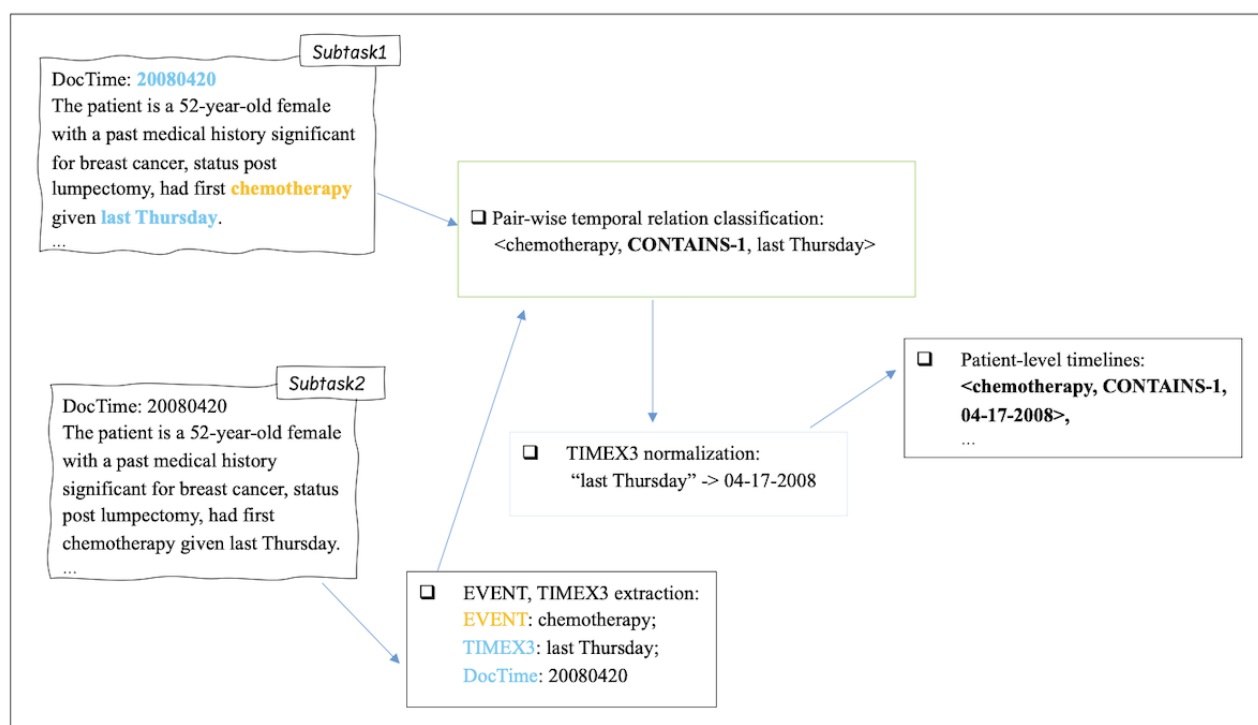 Subtask1
DocTime: 20080420
The patient is a 52-year-old female
with a past medical history significant
for breast cancer, status post
lumpectomy, had first chemotherapy
given last Thursday.
...
❑ Pair-wise temporal relation classification:
<chemotherapy, CONTAINS-1, last Thursday>
Subtask2
DocTime: 20080420
The patient is a 52-year-old female
with a past medical history
significant for breast cancer, status
post lumpectomy, had first
chemotherapy given last Thursday.
...
❑ EVENT, TIMEX3 extraction:
EVENT: chemotherapy;
TIMEX3: last Thursday;
DocTime: 20080420
❑ TIMEX3 normalization:
“last Thursday” -> 04-17-2008
❑ Patient-level timelines:
<chemotherapy, CONTAINS-1,
04-17-2008>,
...